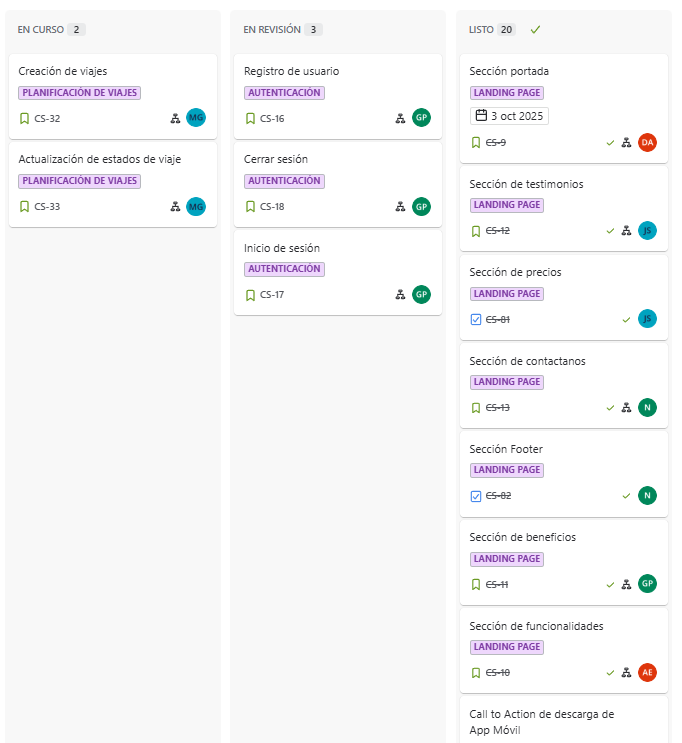 EN CURSO 2
Creación de viajes
PLANIFICACIÓN DE VIAJES
CS-32
MG
Actualización de estados de viaje
PLANIFICACIÓN DE VIAJES
CS-33
MG
EN REVISIÓN 3
Registro de usuario
AUTENTICACIÓN
CS-16
GP
Cerrar sesión
AUTENTICACIÓN
CS-18
GP
Inicio de sesión
AUTENTICACIÓN
CS-17
GP
LISTO 20
Sección portada
LANDING PAGE
3 oct 2025
CS-9
DA
Sección de testimonios
LANDING PAGE
CS-12
JS
Sección de precios
LANDING PAGE
CS-81
JS
Sección de contactanos
LANDING PAGE
CS-13
N
Sección Footer
LANDING PAGE
CS-82
N
Sección de beneficios
LANDING PAGE
CS-11
GP
Sección de funcionalidades
LANDING PAGE
CS-10
AE
Call to Action de descarga de
App Móvil